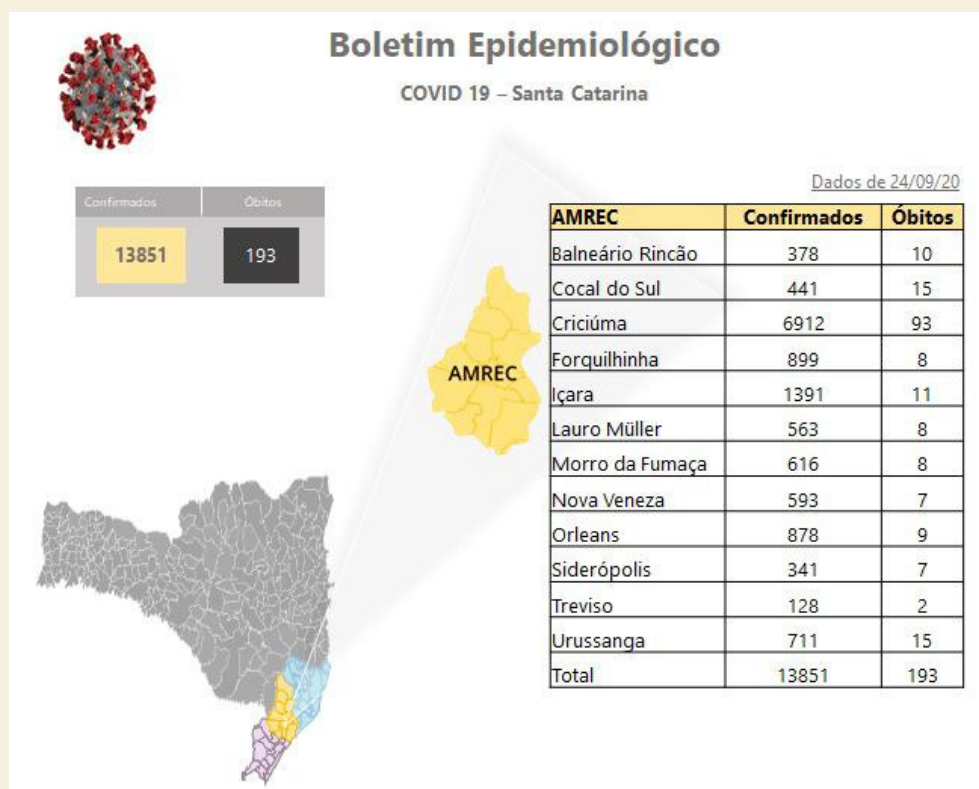 Boletim Epidemiológico
COVID 19 – Santa Catarina
Confirmados Óbitos
13851 193
Dados de 24/09/20
AMREC Confirmados Óbitos
Balneário Rincão 378 10
Cocal do Sul 441 15
Criciúma 6912 93
Forquilhinha 899 8
Içara 1391 11
Lauro Müller 563 8
Morro da Fumaça 616 8
Nova Veneza 593 7
Orleans 878 9
Siderópolis 341 7
Treviso 128 2
Urussanga 711 15
Total 13851 193
AMREC